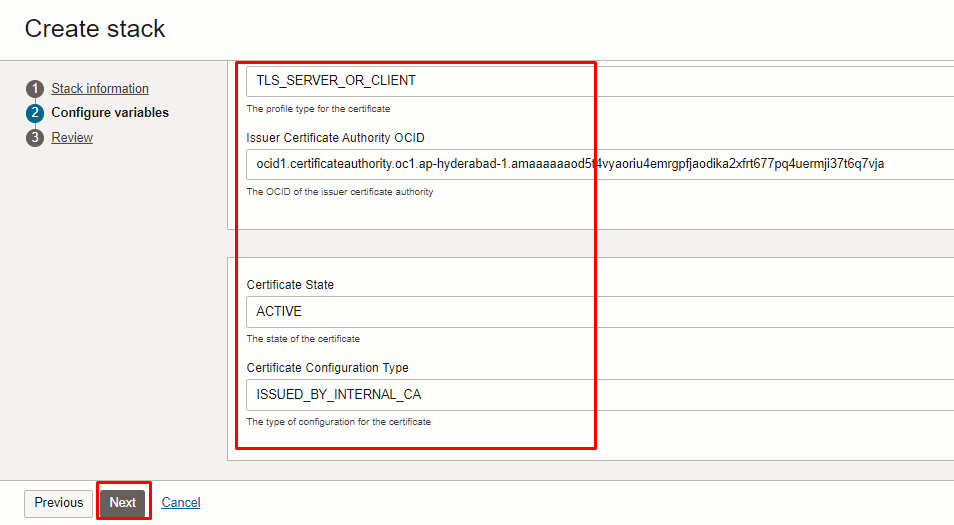 Create stack
1 Stack information
2 Configure variables
3 Review
TLS_SERVER_OR_CLIENT
The profile type for the certificate
Issuer Certificate Authority OCID
ocid1.certificateauthority.oc1.ap-hyderabad-1.amaaaaaaod5t4vyaoriu4emrgpfjaodika2xfrt677pq4uermji37t6q7vja
The OCID of the issuer certificate authority
Certificate State
ACTIVE
The state of the certificate
Certificate Configuration Type
ISSUED_BY_INTERNAL_CA
The type of configuration for the certificate
Previous Next Cancel